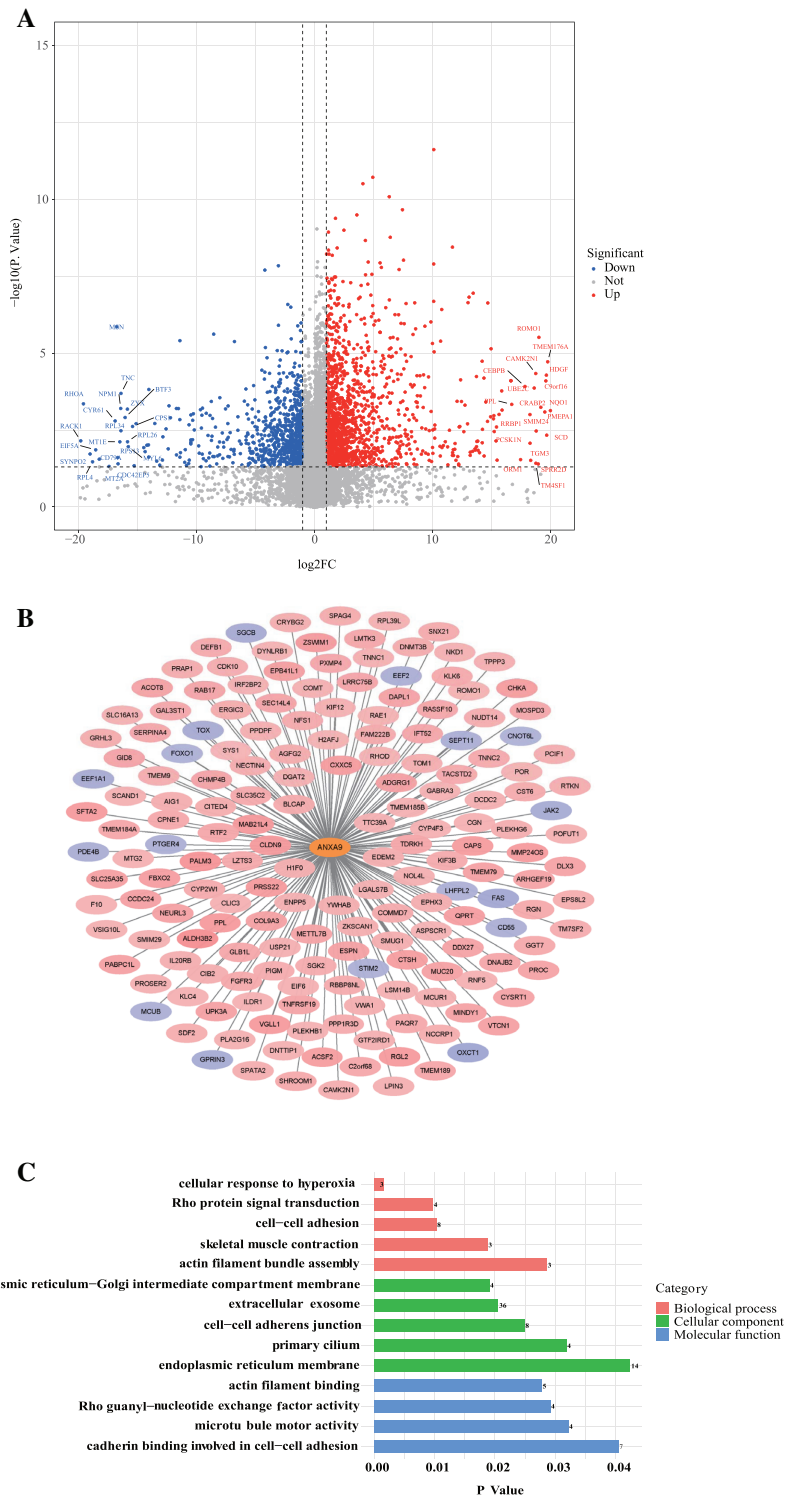 A
15
10
5
0
−log10(P. Value)
−20
−10
0
10
20
log2FC
Significant
Down
Not
Up
TNC
RHOA
NPM1
BTF3
CYR61
ZYX
RACK1
RPL34
CPS1
EIF5A
MT1E
RPL26
SYNPO2
RPL4
MT2A
CDC42EP5
ROMO1
TMEM176A
CAMK2N1
HDGF
CEBPB
UBE2C
C9orf16
PPL
CRABP2
NQO1
PMEPA1
RRBP1
SMIM24
PCSK1N
SCD
TGM3
ORM1
SPRR2D
TM4SF1
B
SPAG4
CRYBG2
RPL39L
SGCB
SNX21
ZSWIM1
LMTK3
DEFB1
DYNLRB1
DNMT3B
NKD1
PXMP4
TNNC1
TPPP3
PRAP1
CDK10
EPB41L1
EEF2
KLK6
ACOT8
RAB17
IRF2BP2
COMT
LRRC75B
DAPL1
ROMO1
CHKA
SLC16A13
GAL3ST1
ERGIC3
SEC14L4
NFS1
KIF12
RAE1
RASSF10
NUDT14
MOSPD3
GRHL3
SERPINA4
TOX
PPDPF
H2AFJ
FAM222B
IFT52
SEPT11
CNOT6L
GID8
FOXO1
SYS1
AGFG2
RHOD
TOM1
TNNC2
PCIF1
EEF1A1
TMEM9
CHMP4B
NECTIN4
DGAT2
CXXC5
ADGRG1
TACSTD2
POR
RTKN
SCAND1
AIG1
SLC35C2
BLCAP
GABRA3
DCDC2
CST6
SFTA2
CPNE1
CITED4
TMEM185B
JAK2
TMEM184A
RTF2
MAB21L4
TTC39A
CYP4F3
CGN
PLEKHG6
POFUT1
PDE4B
PTGER4
CLDN9
ANXA9
TDRKH
CAPS
MMP24OS
MTG2
PALM3
LZTS3
EDEM2
KIF3B
DLX3
SLC25A35
FBXO2
H1F0
NOL4L
TMEM79
ARHGEF19
F10
CCDC24
CYP2W1
PRSS22
LGALS7B
LHFPL2
FAS
EPS8L2
NEURL3
CLIC3
ENPP5
YWHAB
EPHX3
RGN
VSIG10L
PPL
COL9A3
COMMD7
QPRT
CD55
TM7SF2
SMIM29
ALDH3B2
METTL7B
ZKSCAN1
ASPSCR1
GGT7
PABPC1L
IL20RB
GLB1L
USP21
ESPN
SMUG1
DDX27
DNAJB2
PROC
PROSER2
CIB2
PIGM
SGK2
STIM2
CTSH
MUC20
RNF5
CYSRT1
KLC4
FGFR3
EIF6
RBBP8NL
LSM14B
MCUR1
MCUB
UPK3A
ILDR1
TNFRSF19
VWA1
MINDY1
VTCN1
SDF2
VGLL1
PLEKHB1
PPP1R3D
PAQR7
NCCRP1
GPRIN3
PLA2G16
DNTTIP1
ACSF2
GTF2IRD1
RGL2
OXCT1
SPATA2
SHROOM1
C2orf68
TMEM189
CAMK2N1
LPIN3
C
cellular response to hyperoxia 3
Rho protein signal transduction 4
cell−cell adhesion 8
skeletal muscle contraction 3
actin filament bundle assembly 3
smic reticulum−Golgi intermediate compartment membrane 4
extracellular exosome 36
cell−cell adherens junction 8
primary cilium 4
endoplasmic reticulum membrane 14
actin filament binding 5
Rho guanyl−nucleotide exchange factor activity 4
microtu bule motor activity 4
cadherin binding involved in cell−cell adhesion 7
0.00 0.01 0.02 0.03 0.04
P Value
Category
Biological process
Cellular component
Molecular function